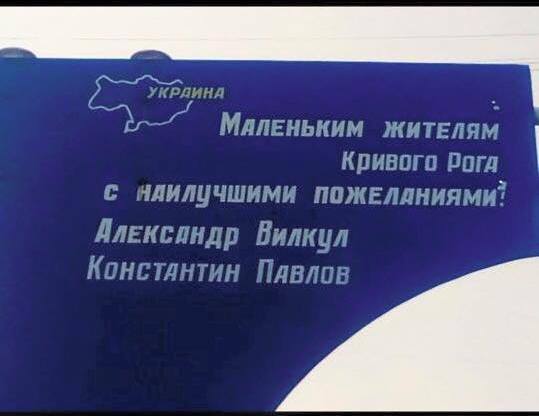 УКРАИНА
Маленьким жителям
Кривого Рога
с наилучшими пожеланиями!
Александр Вилкул
Константин Павлов